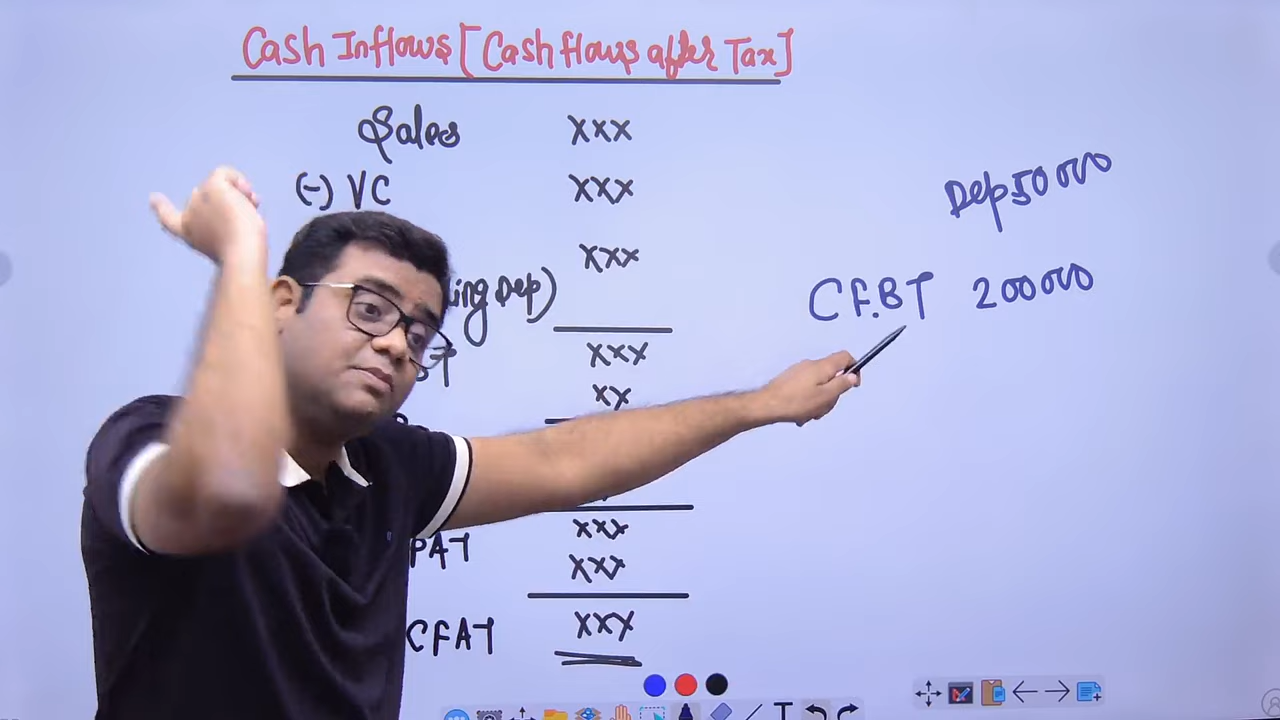 Cash Inflows [Cash flows after Tax]
Sales xxx
(-) VC xxx
xxx
Dep)
xxx
xx
xxx
PAT
xxx
CFAT xxx
Dep 50000
CFBT 200000
T